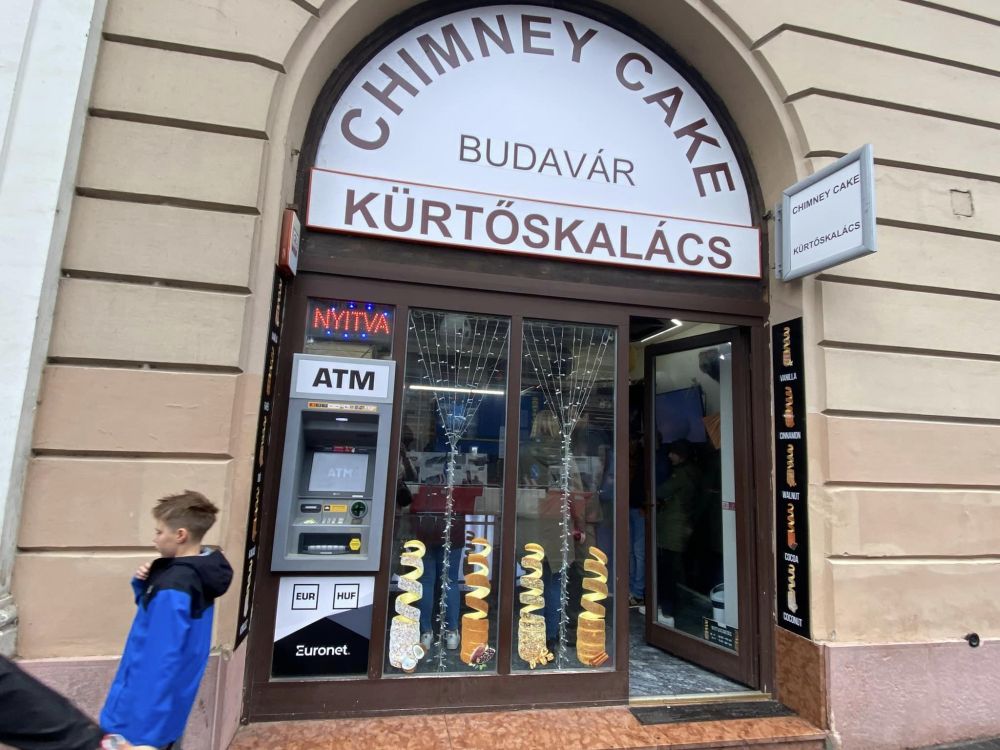 CHIMNEY CAKE
BUDAVÁR
KÜRTŐSKALÁCS
CHIMNEY CAKE
KÜRTŐSKALÁCS
NYITVA
ATM
ATM
EUR HUF
Euronet.
VANILLA
CINNAMON
WALNUT
COCOA
COCONUT